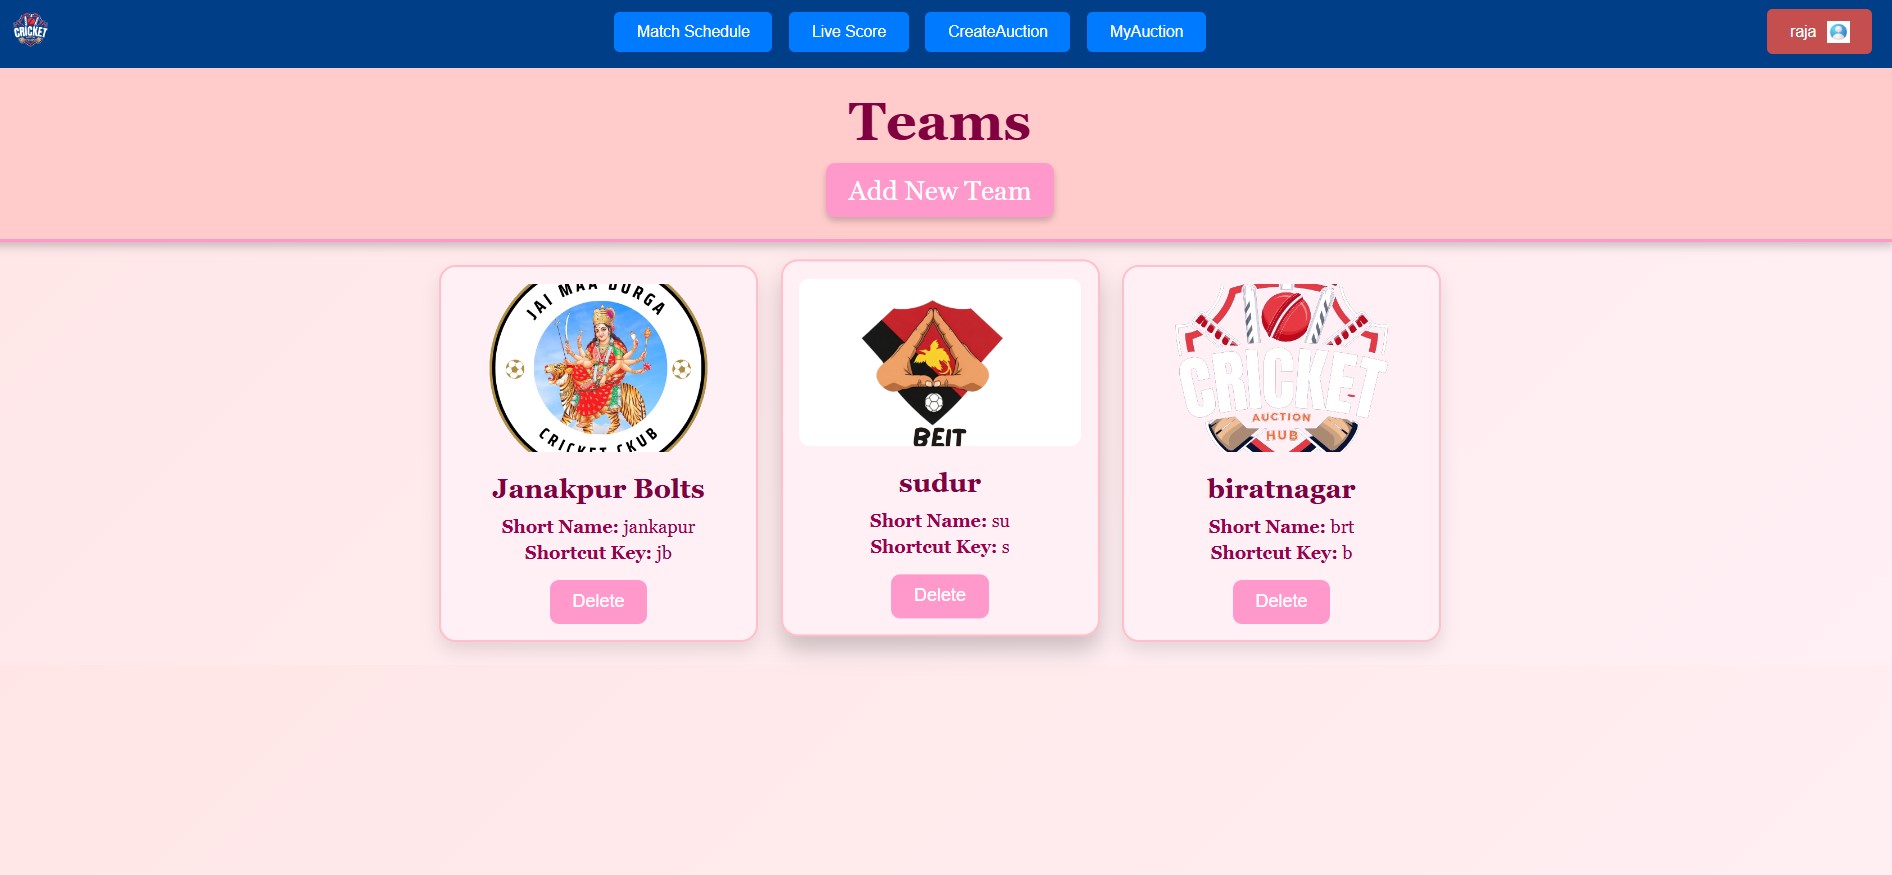 CRICKET
Match Schedule
Live Score
CreateAuction
MyAuction
raja
Teams
Add New Team
JAI MAA DURGA
CRICKET CKUB
Janakpur Bolts
Short Name: jankapur
Shortcut Key: jb
Delete
BEIT
sudur
Short Name: su
Shortcut Key: s
Delete
CRICKET
AUCTION
HUB
biratnagar
Short Name: brt
Shortcut Key: b
Delete